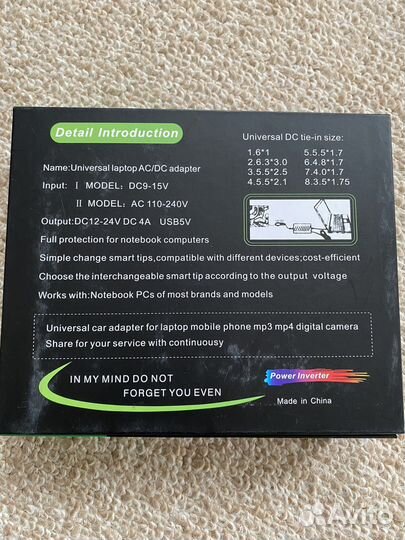 Detail Introduction
Universal DC tie-in size:
1.6*1 5.5.5*1.7
2.6.3*3.0 6.4.8*1.7
3.5.5*2.5 7.4.0*1.7
4.5.5*2.1 8.3.5*1.75
Name:Universal laptop AC/DC adapter
Input: I MODEL: DC9-15V
II MODEL: AC 110-240V
Output:DC12-24V DC 4A USB5V
Full protection for notebook computers
Simple change smart tips,compatible with different devices;cost-efficient
Choose the interchangeable smart tip according to the output voltage
Works with:Notebook PCs of most brands and models
Universal car adapter for laptop mobile phone mp3 mp4 digital camera
Share for your service with continuousy
IN MY MIND DO NOT
FORGET YOU EVEN
Power Inverter
Made in China
Avito